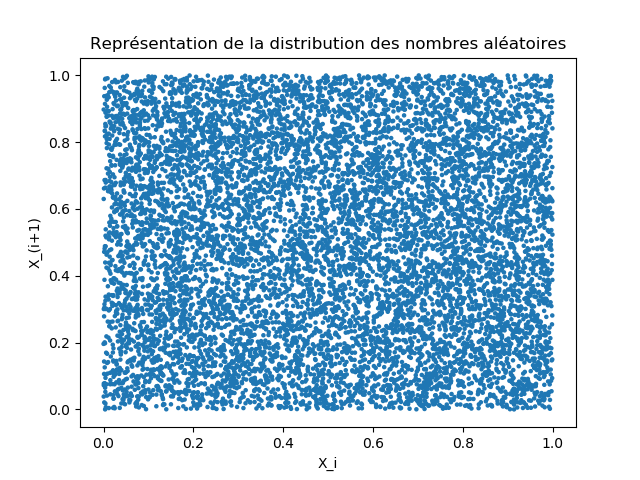 Représentation de la distribution des nombres aléatoires
1.0
0.8
0.6
0.4
0.2
0.0
X_(i+1)
0.0 0.2 0.4 0.6 0.8 1.0
X_i